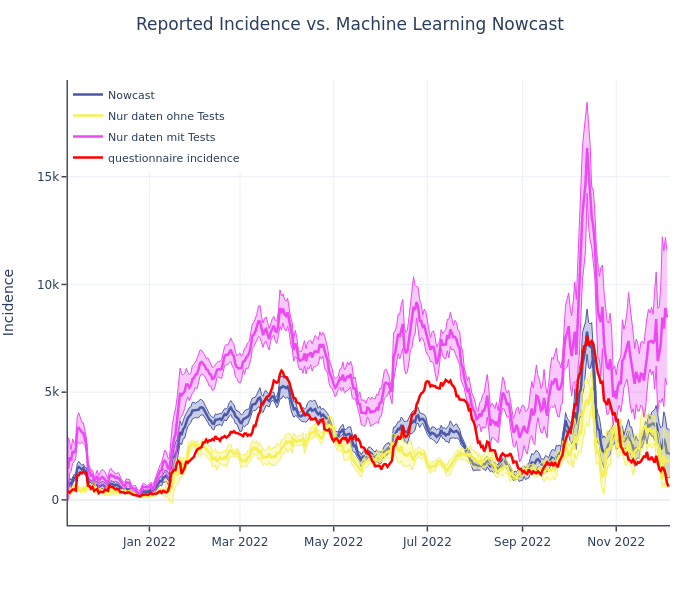 Reported Incidence vs. Machine Learning Nowcast
Nowcast
Nur daten ohne Tests
Nur daten mit Tests
questionnaire incidence
Incidence
15k
10k
5k
0
Jan 2022
Mar 2022
May 2022
Jul 2022
Sep 2022
Nov 2022